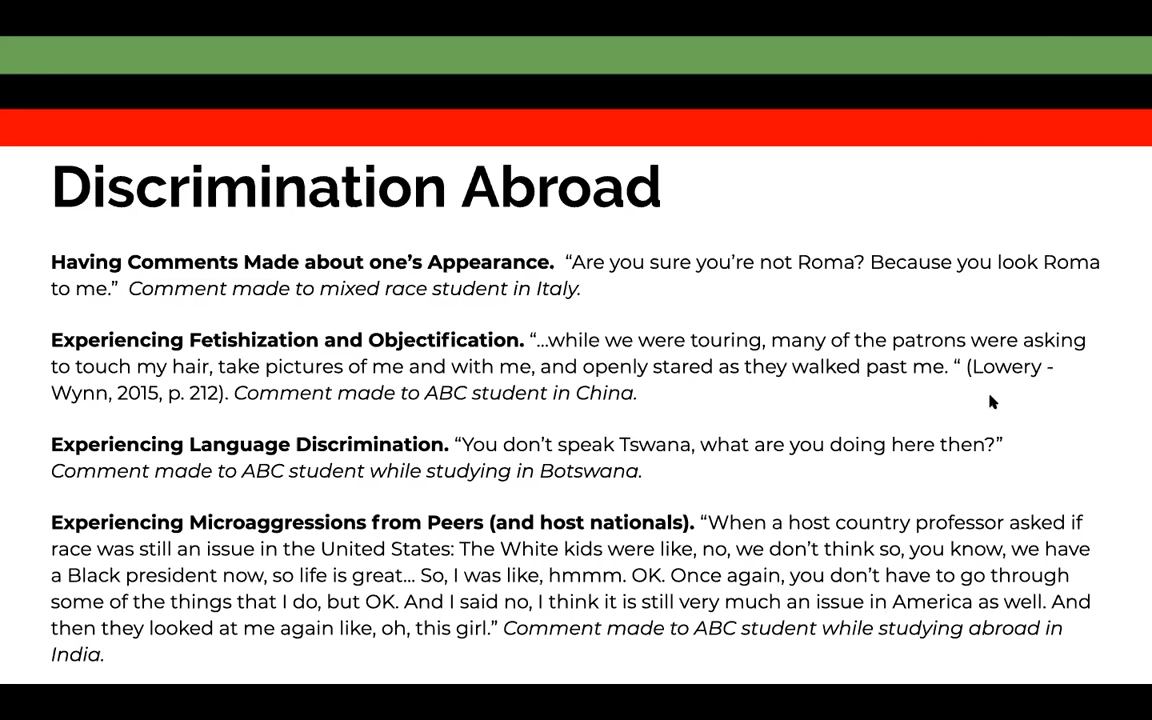 Discrimination Abroad
Having Comments Made about one’s Appearance. “Are you sure you’re not Roma? Because you look Roma
to me.” Comment made to mixed race student in Italy.
Experiencing Fetishization and Objectification. “...while we were touring, many of the patrons were asking
to touch my hair, take pictures of me and with me, and openly stared as they walked past me. “ (Lowery -
Wynn, 2015, p. 212). Comment made to ABC student in China.
Experiencing Language Discrimination. “You don’t speak Tswana, what are you doing here then?”
Comment made to ABC student while studying in Botswana.
Experiencing Microaggressions from Peers (and host nationals). “When a host country professor asked if
race was still an issue in the United States: The White kids were like, no, we don’t think so, you know, we have
a Black president now, so life is great... So, I was like, hmmm. OK. Once again, you don’t have to go through
some of the things that I do, but OK. And I said no, I think it is still very much an issue in America as well. And
then they looked at me again like, oh, this girl.” Comment made to ABC student while studying abroad in
India.